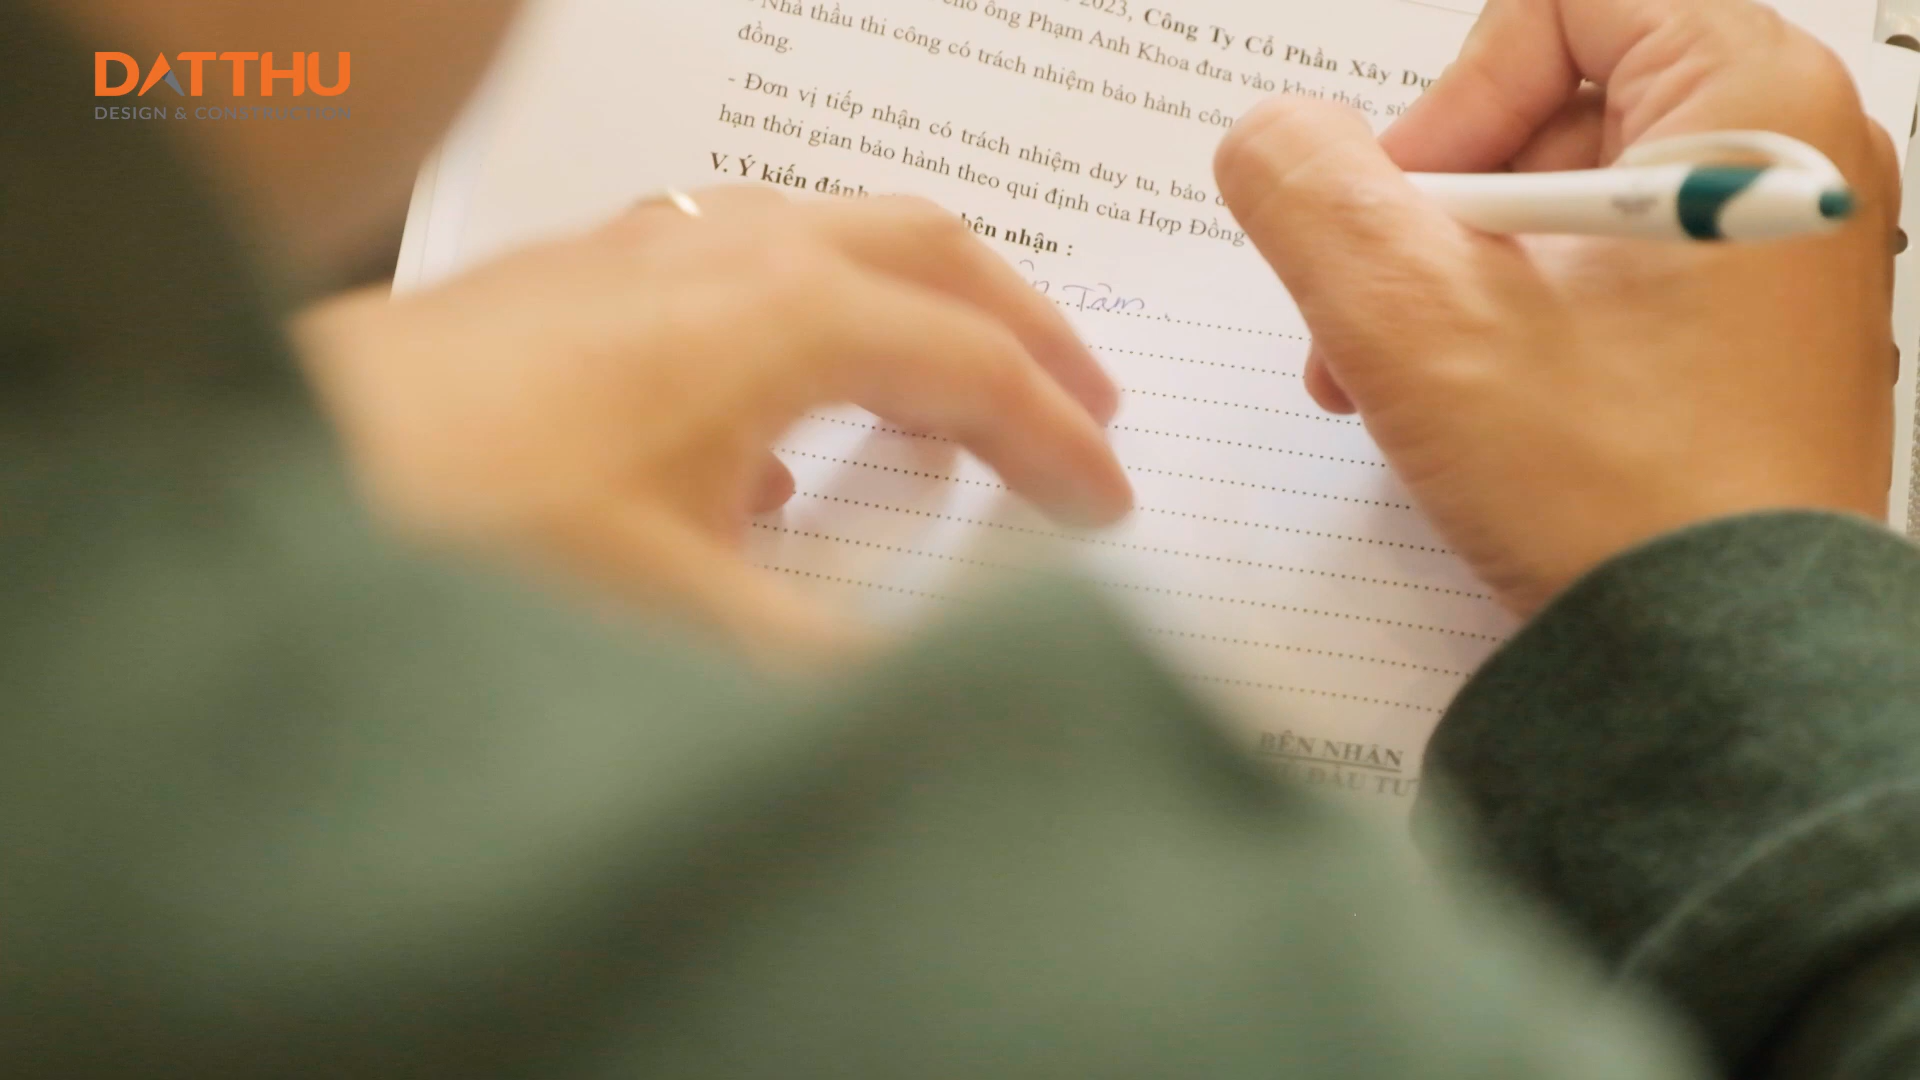 DATTHU
DESIGN & CONSTRUCTION
2023, Công Ty Cổ Phần Xây
cho ông Phạm Anh Khoa đưa vào khai thác,
Nhà thầu thi công có trách nhiệm bảo hành
đồng.
- Đơn vị tiếp nhận có trách nhiệm duy tu, bảo
hạn thời gian bảo hành theo qui định của Hợp Đồng
V. Ý kiến đánh bên nhận :
Tâm
BÊN NHẬN
ĐẦU TƯ